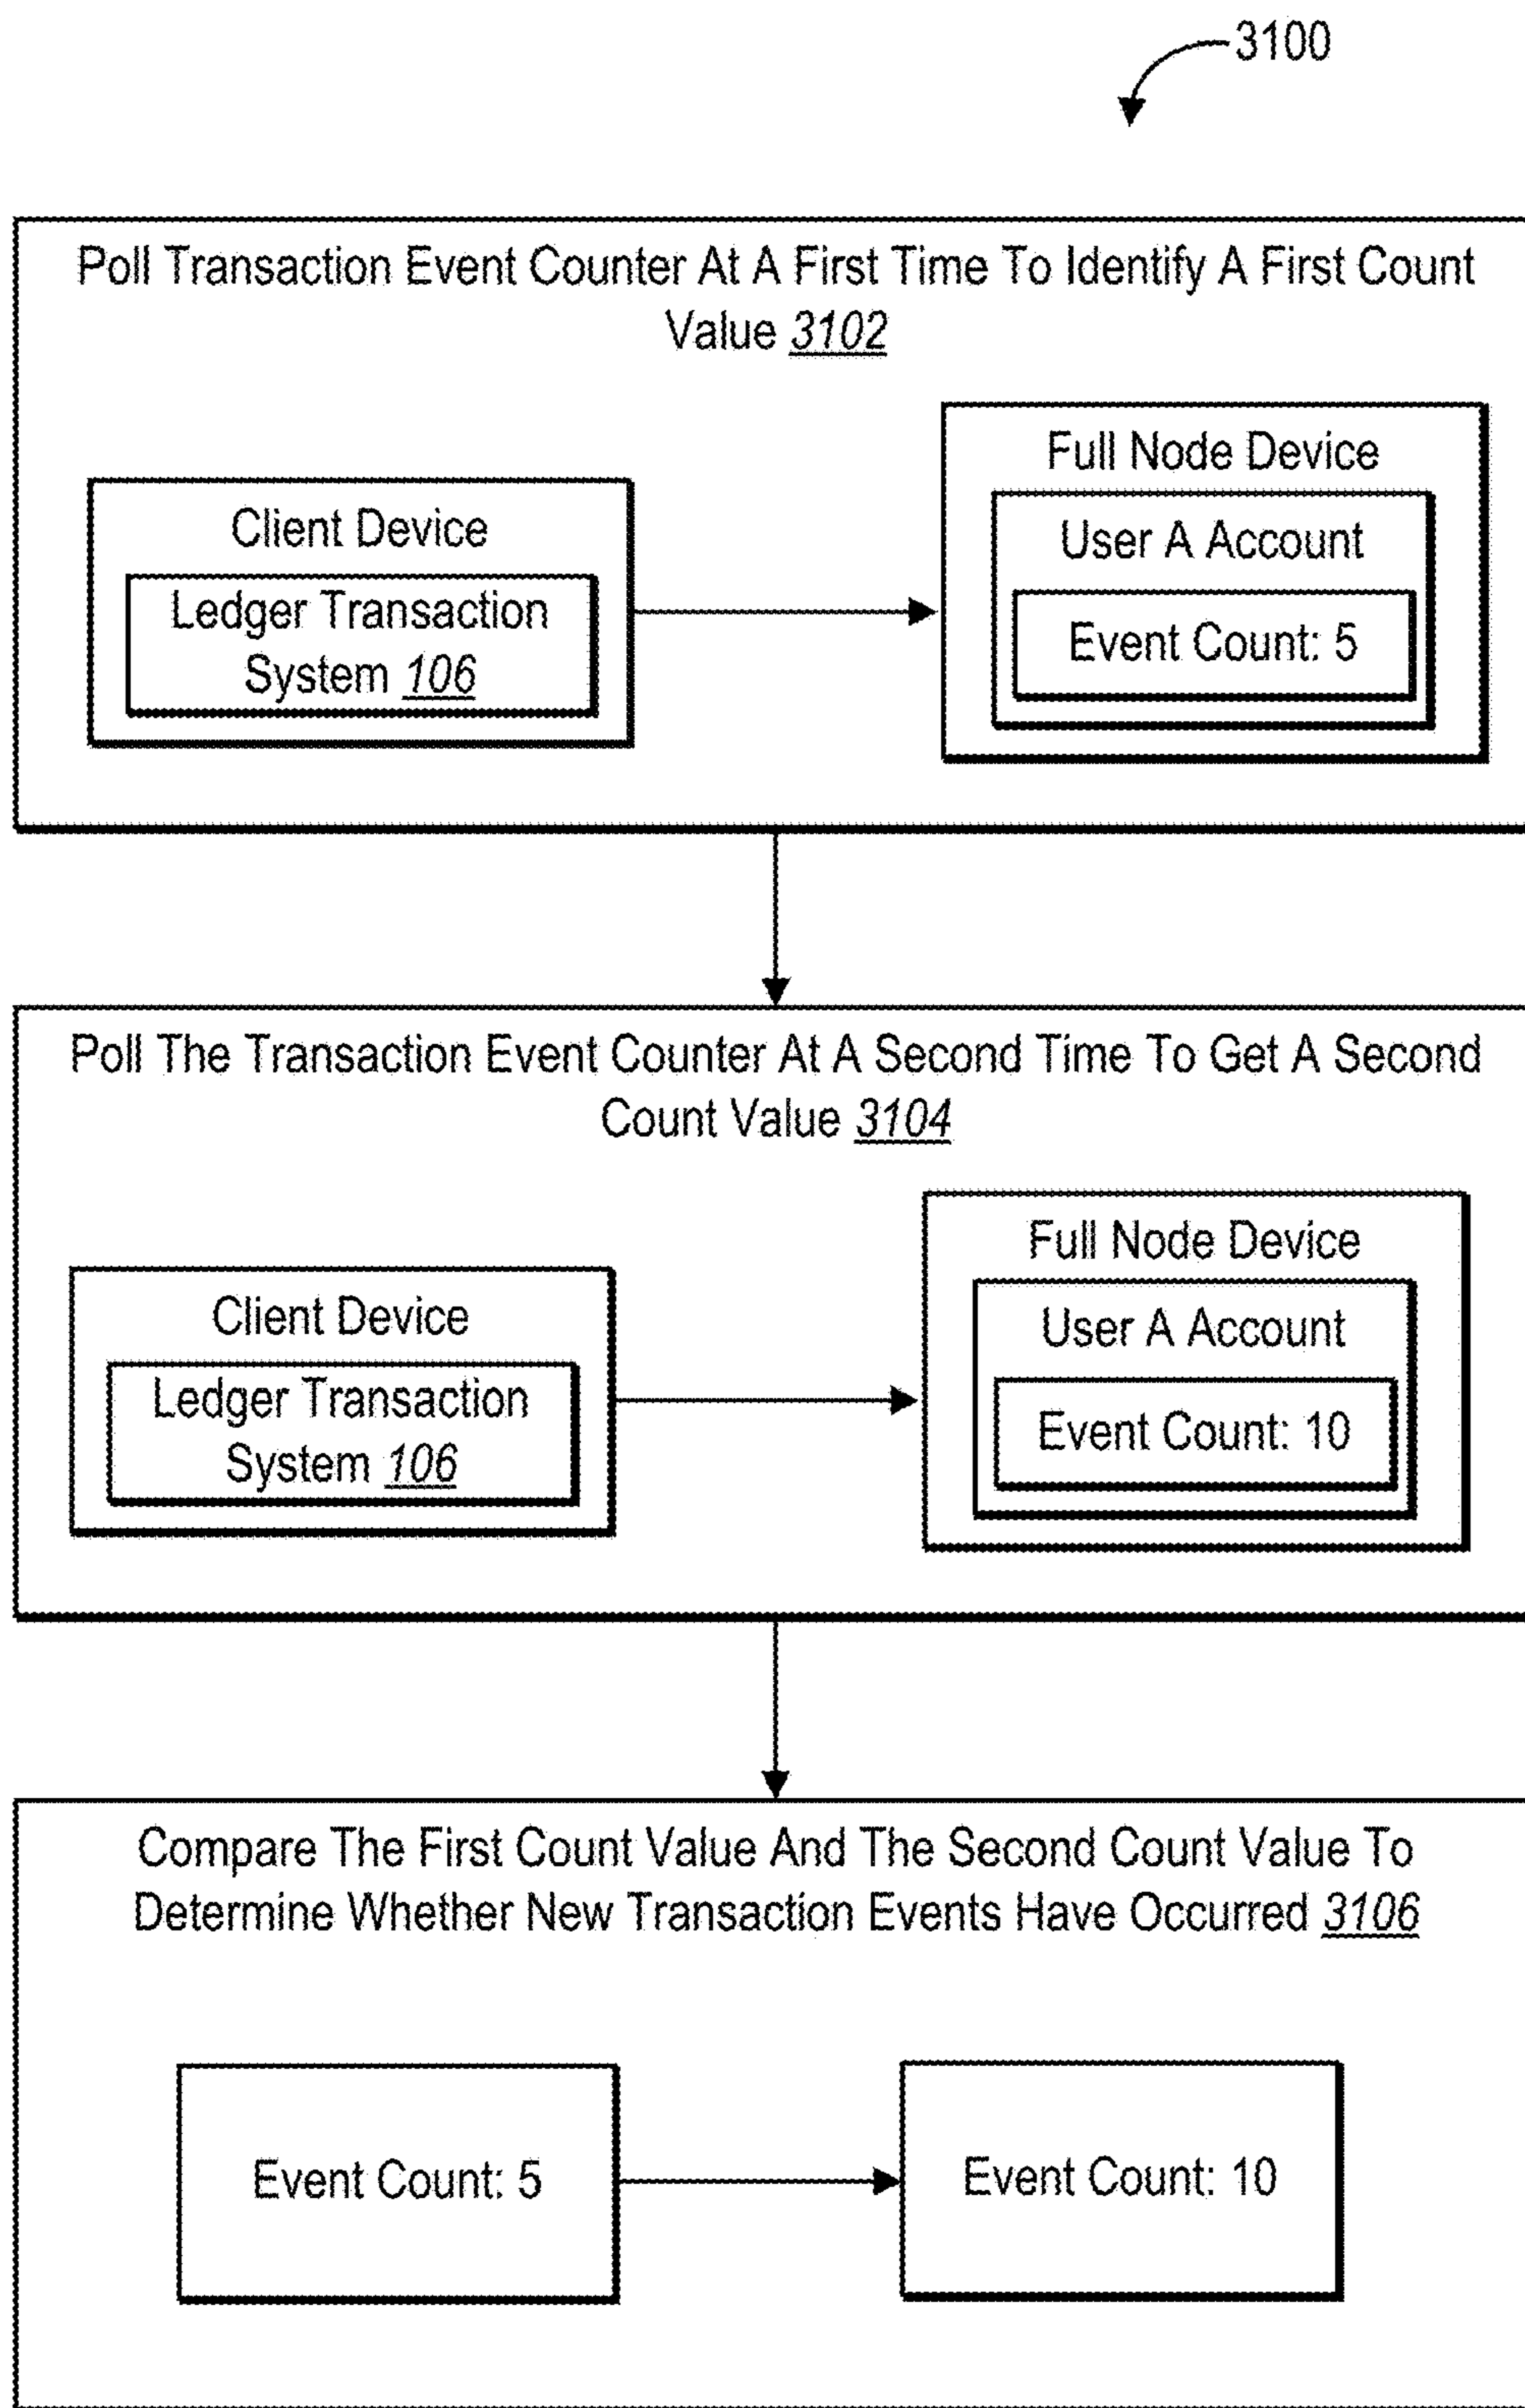 3100
Poll Transaction Event Counter At A First Time To Identify A First Count
Value 3102
Full Node Device
Client Device
User A Account
Ledger Transaction
System 106
Event Count: 5
Poll The Transaction Event Counter At A Second Time To Get A Second
Count Value 3104
Full Node Device
Client Device
User A Account
Ledger Transaction
System 106
Event Count: 10
Compare The First Count Value And The Second Count Value To
Determine Whether New Transaction Events Have Occurred 3106
Event Count: 5
Event Count: 10